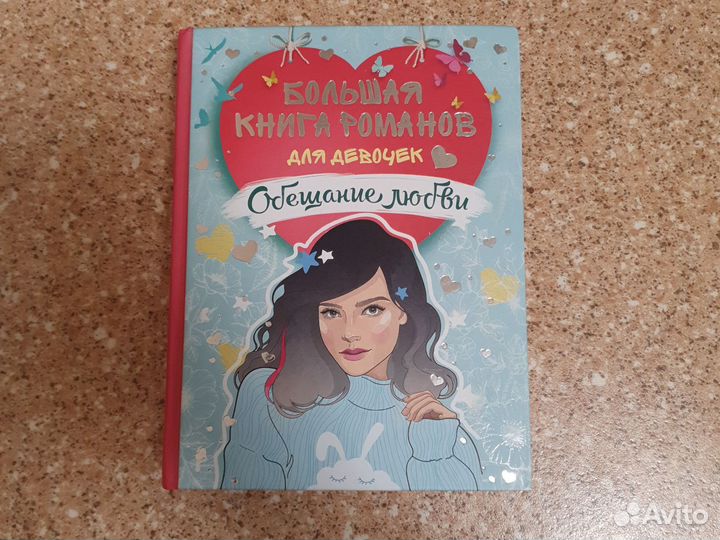 БОЛЬШАЯ
КНИГА РОМАНОВ
ДЛЯ ДЕВОЧЕК
Обещание любви
Avito